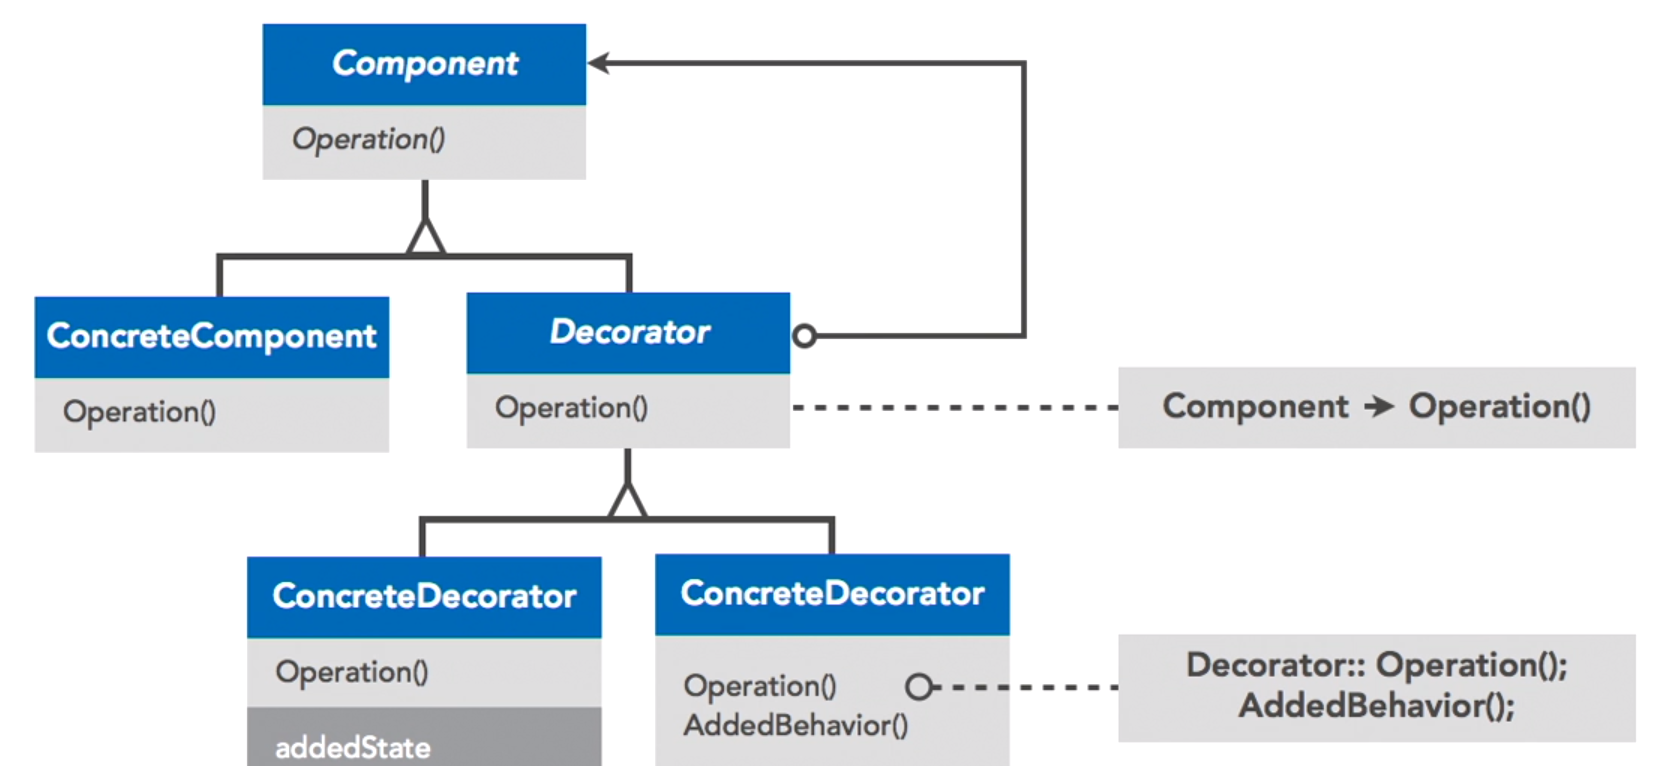 Component
Operation()
ConcreteComponent
Operation()
Decorator
Operation()
Component → Operation()
ConcreteDecorator
Operation()
addedState
ConcreteDecorator
Operation()
AddedBehavior()
Decorator:: Operation();
AddedBehavior();